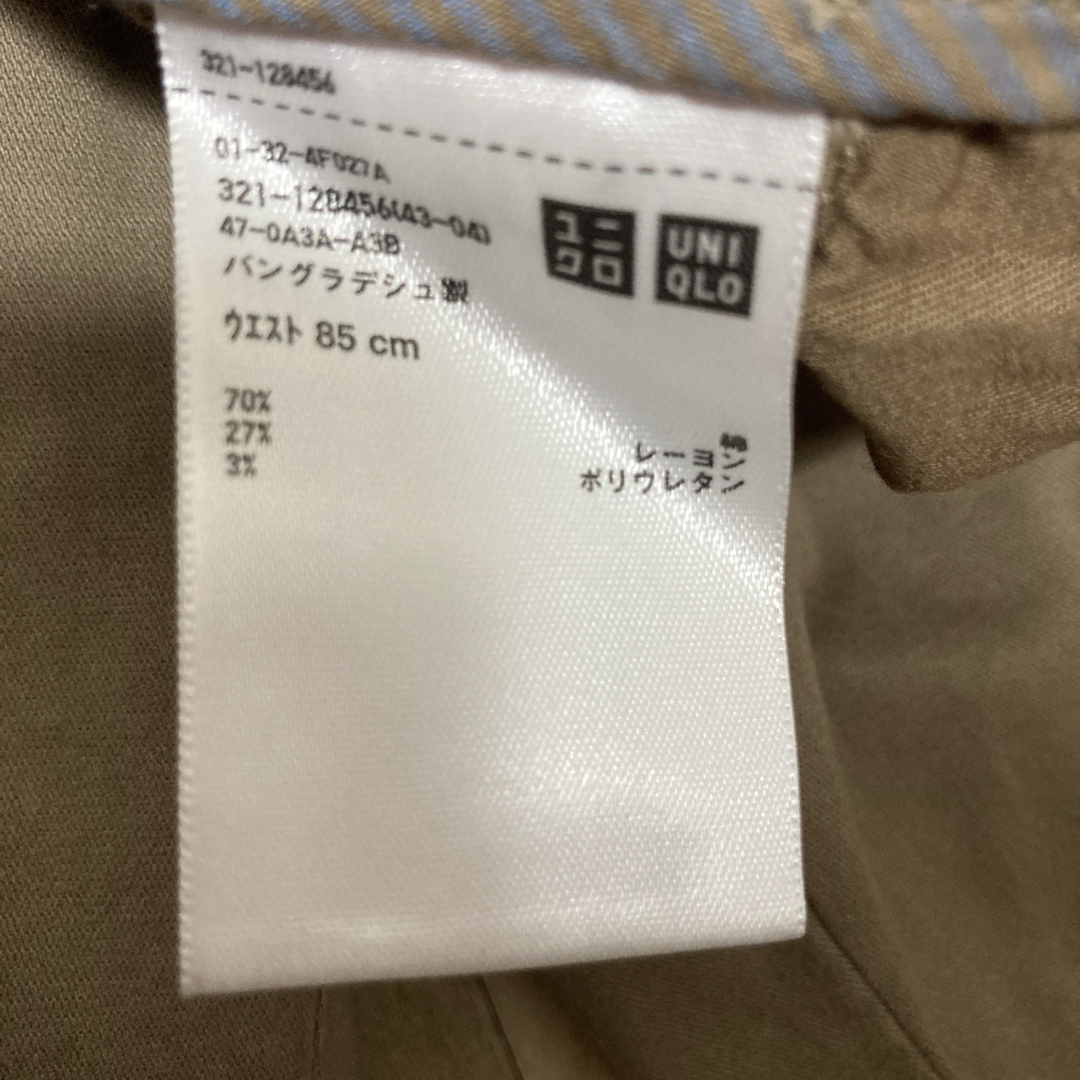 321-128456
01-32-4F027A
321-128456(43-04)
47-0A3A-A3B
バングラデシュ製
ユニクロ
UNIQLO
ウエスト 85 cm
70% 綿
27% レーヨン
3% ポリウレタン